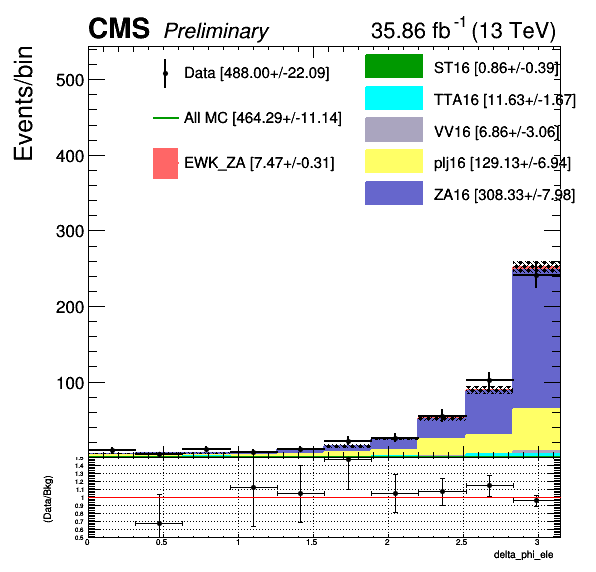 CMS Preliminary 35.86 fb⁻¹ (13 TeV)
Events/bin
500
400
300
200
100
Data [488.00+/-22.09]
All MC [464.29+/-11.14]
EWK_ZA [7.47+/-0.31]
ST16 [0.86+/-0.39]
TTA16 [11.63+/-1.67]
VV16 [6.86+/-3.06]
plj16 [129.13+/-6.94]
ZA16 [308.33+/-7.98]
(Data/Bkg)
1.5
1.4
1.3
1.2
1.1
1
0.9
0.8
0.7
0.6
0.5
0 0.5 1 1.5 2 2.5 3
delta_phi_ele